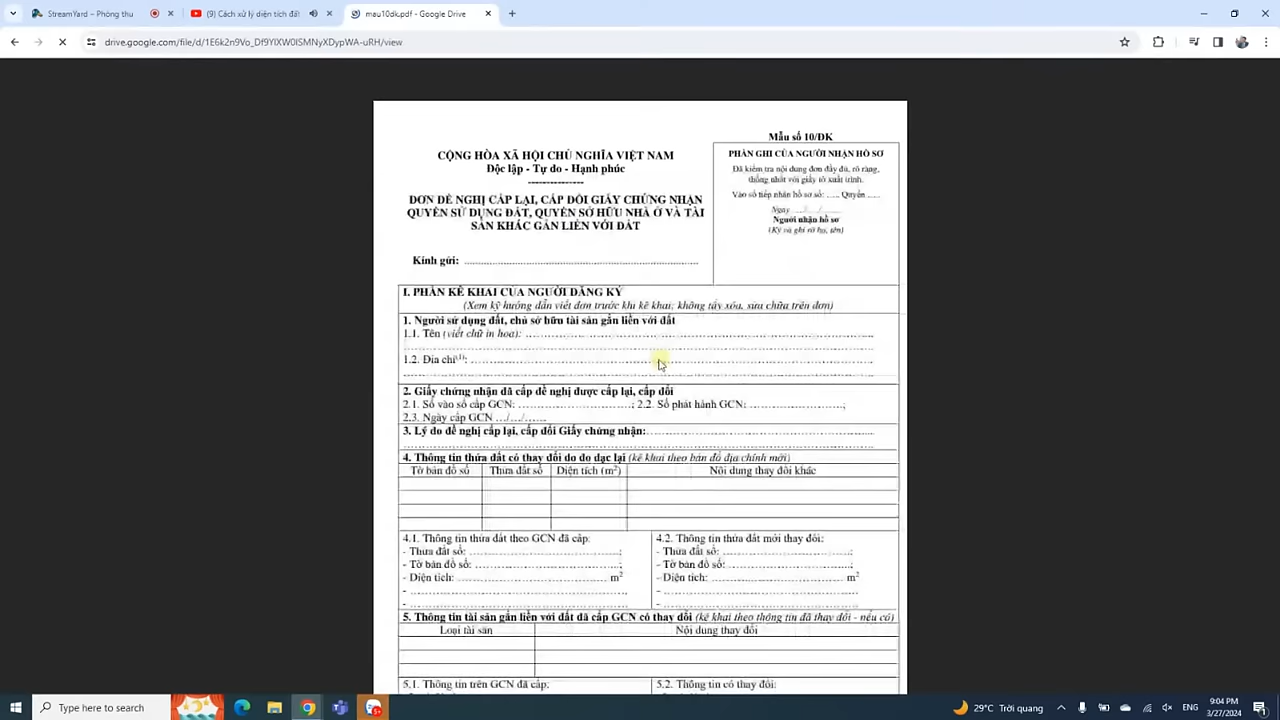 StreamYard - Phòng thu
(9) Cách xử lý diện tích đất
mau10dk.pdf - Google Drive
drive.google.com/file/d/1E6k2n9Vo_Df9YlXW0ISMNyXDypWA-uRH/view
Mẫu số 10/ĐK
CỘNG HÒA XÃ HỘI CHỦ NGHĨA VIỆT NAM
Độc lập - Tự do - Hạnh phúc
---------------
ĐƠN ĐỀ NGHỊ CẤP LẠI, CẤP ĐỔI GIẤY CHỨNG NHẬN
QUYỀN SỬ DỤNG ĐẤT, QUYỀN SỞ HỮU NHÀ Ở VÀ TÀI
SẢN KHÁC GẮN LIỀN VỚI ĐẤT
Kính gửi: ........................................
PHẦN GHI CỦA NGƯỜI NHẬN HỒ SƠ
Đã kiểm tra nội dung đơn đầy đủ, rõ ràng,
thống nhất với giấy tờ xuất trình.
Vào sổ tiếp nhận hồ sơ số: ..... Quyển .....
Ngày ..../..../........
Người nhận hồ sơ
(Ký và ghi rõ họ, tên)
I. PHẦN KÊ KHAI CỦA NGƯỜI ĐĂNG KÝ
(Xem kỹ hướng dẫn viết đơn trước khi kê khai; không tẩy xóa, sửa chữa trên đơn)
1. Người sử dụng đất, chủ sở hữu tài sản gắn liền với đất
1.1. Tên (viết chữ in hoa): ........................................
1.2. Địa chỉ(1): ........................................
2. Giấy chứng nhận đã cấp đề nghị được cấp lại, cấp đổi
2.1. Số vào sổ cấp GCN: ....................; 2.2. Số phát hành GCN: ....................;
2.3. Ngày cấp GCN .../.../......
3. Lý do đề nghị cấp lại, cấp đổi Giấy chứng nhận: ........................................
4. Thông tin thửa đất có thay đổi do đo đạc lại (kê khai theo bản đồ địa chính mới)
Tờ bản đồ số Thửa đất số Diện tích (m2) Nội dung thay đổi khác
4.1. Thông tin thửa đất theo GCN đã cấp:
- Thửa đất số: ....................;
- Tờ bản đồ số: ....................;
- Diện tích: .................... m2
- ....................
- ....................
4.2. Thông tin thửa đất mới thay đổi:
- Thửa đất số: ....................;
- Tờ bản đồ số: ....................;
- Diện tích: .................... m2
- ....................
- ....................
5. Thông tin tài sản gắn liền với đất đã cấp GCN có thay đổi (kê khai theo thông tin đã thay đổi - nếu có)
Loại tài sản Nội dung thay đổi
5.1. Thông tin trên GCN đã cấp:
5.2. Thông tin có thay đổi:
Type here to search
29°C Trời quang
ENG
9:04 PM
3/27/2024